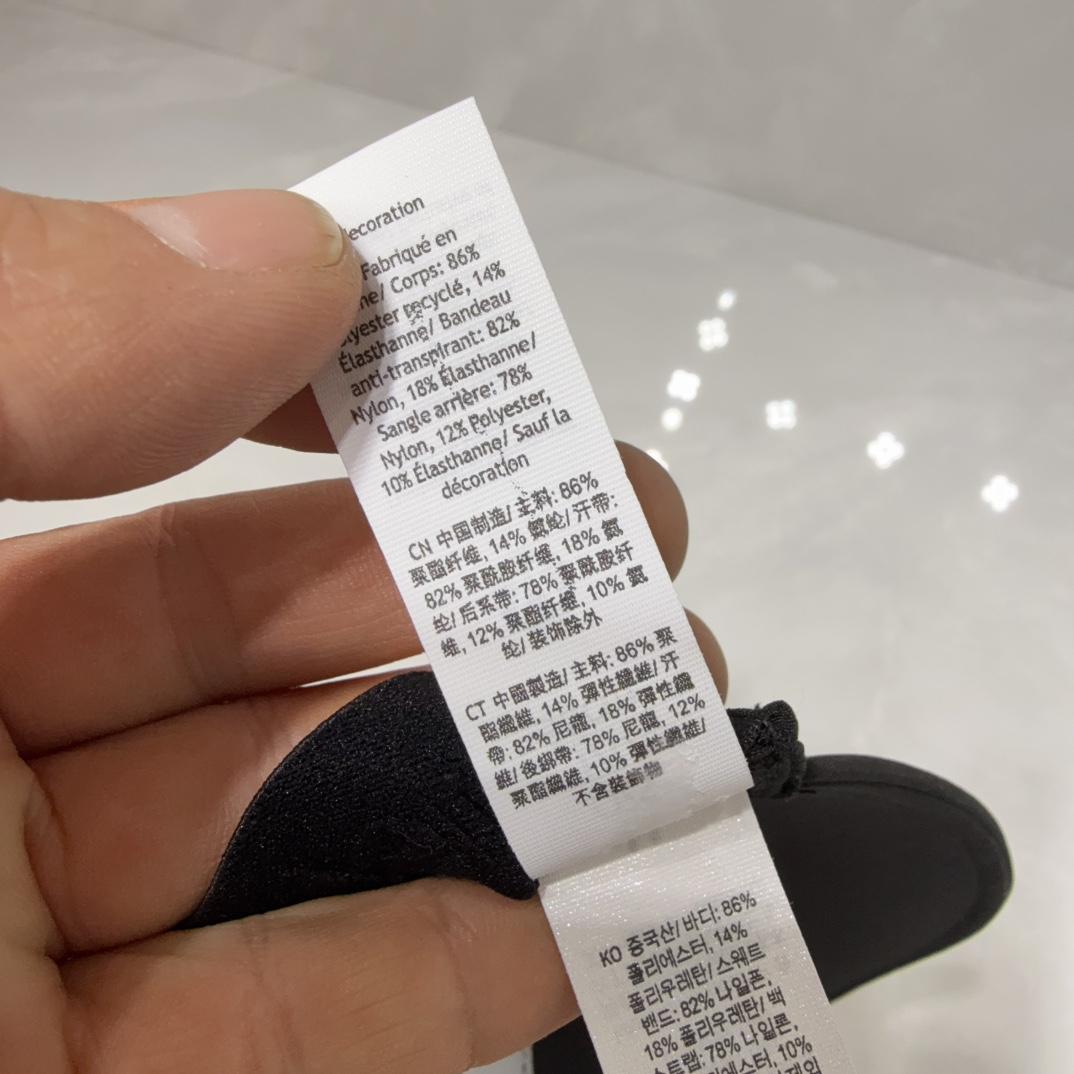 ecoration
Fabriqué en
ne/ Corps: 86%
lyester recyclé, 14%
Élasthanne/ Bandeau
anti-transpirant: 82%
Nylon, 18% Élasthanne/
Sangle arrière: 78%
Nylon, 12% Polyester,
10% Élasthanne/ Sauf la
décoration
CN 中国制造/ 主料: 86%
聚酯纤维, 14% 氨纶/ 汗带:
82% 聚酰胺纤维, 18% 氨
纶/ 后系带: 78% 聚酰胺纤
维, 12% 聚酯纤维, 10% 氨
纶/ 装饰除外
CT 中國製造/ 主料: 86% 聚
酯纖維, 14% 彈性纖維/ 汗
帶: 82% 尼龍, 18% 彈性纖
維/ 後綁帶: 78% 尼龍, 12%
聚酯纖維, 10% 彈性纖維/
不含裝飾物
KO 중국산/ 바디: 86%
폴리에스터, 14%
폴리우레탄/ 스웨트
밴드: 82% 나일론,
18% 폴리우레탄/ 백
스트랩: 78% 나일론,
리에스터, 10%